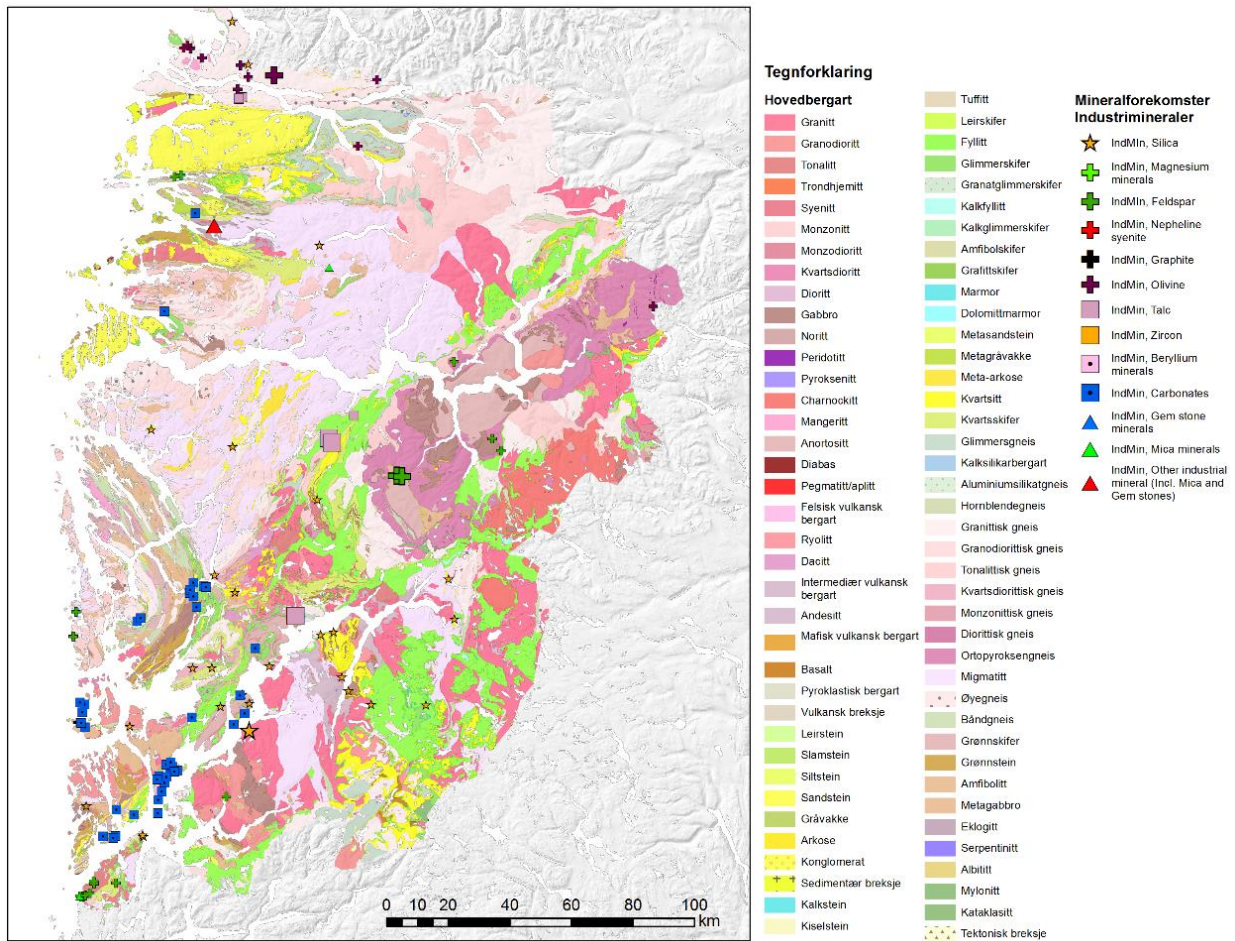 0 10 20 40 60 80 100
km
Tegnforklaring
Hovedbergart
Granitt
Granodioritt
Tonalitt
Trondhjemitt
Syenitt
Monzonitt
Monzodioritt
Kvartsdioritt
Dioritt
Gabbro
Noritt
Peridotitt
Pyroksenitt
Charnockitt
Mangeritt
Anortositt
Diabas
Pegmatitt/aplitt
Felsisk vulkansk
bergart
Ryolitt
Dacitt
Intermediær vulkansk
bergart
Andesitt
Mafisk vulkansk bergart
Basalt
Pyroklastisk bergart
Vulkansk breksje
Leirstein
Slamstein
Siltstein
Sandstein
Gråvakke
Arkose
Konglomerat
Sedimentær breksje
Kalkstein
Kiselstein
Tuffitt
Leirskifer
Fyllitt
Glimmerskifer
Granatglimmerskifer
Kalkfyllitt
Kalkglimmerskifer
Amfibolskifer
Grafittskifer
Marmor
Dolomittmarmor
Metasandstein
Metagråvakke
Meta-arkose
Kvartsitt
Kvartsskifer
Glimmersgneis
Kalksilikarbergart
Aluminiumsilikatgneis
Hornblendegneis
Granittisk gneis
Granodiorittisk gneis
Tonalittisk gneis
Kvartsdiorittisk gneis
Monzonittisk gneis
Diorittisk gneis
Ortopyroksengneis
Migmatitt
Øyegneis
Båndgneis
Grønnskifer
Grønnstein
Amfibolitt
Metagabbro
Eklogitt
Serpentinitt
Albititt
Mylonitt
Kataklasitt
Tektonisk breksje
Mineralforekomster
Industrimineraler
IndMIn, Silica
IndMin, Magnesium
minerals
IndMIn, Feldspar
IndMin, Nepheline
syenite
IndMin, Graphite
IndMin, Olivine
IndMin, Talc
IndMin, Zircon
IndMin, Beryllium
minerals
IndMin, Carbonates
IndMin, Gem stone
minerals
IndMIn, Mica minerals
IndMIn, Other industrial
mineral (Incl. Mica and
Gem stones)